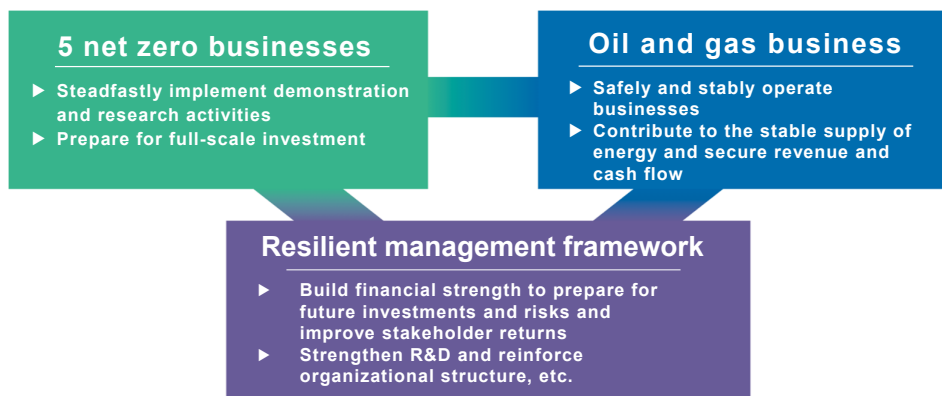 5 net zero businesses
▶ Steadfastly implement demonstration
and research activities
▶ Prepare for full-scale investment
Oil and gas business
▶ Safely and stably operate
businesses
▶ Contribute to the stable supply of
energy and secure revenue and
cash flow
Resilient management framework
▶ Build financial strength to prepare for
future investments and risks and
improve stakeholder returns
▶ Strengthen R&D and reinforce
organizational structure, etc.